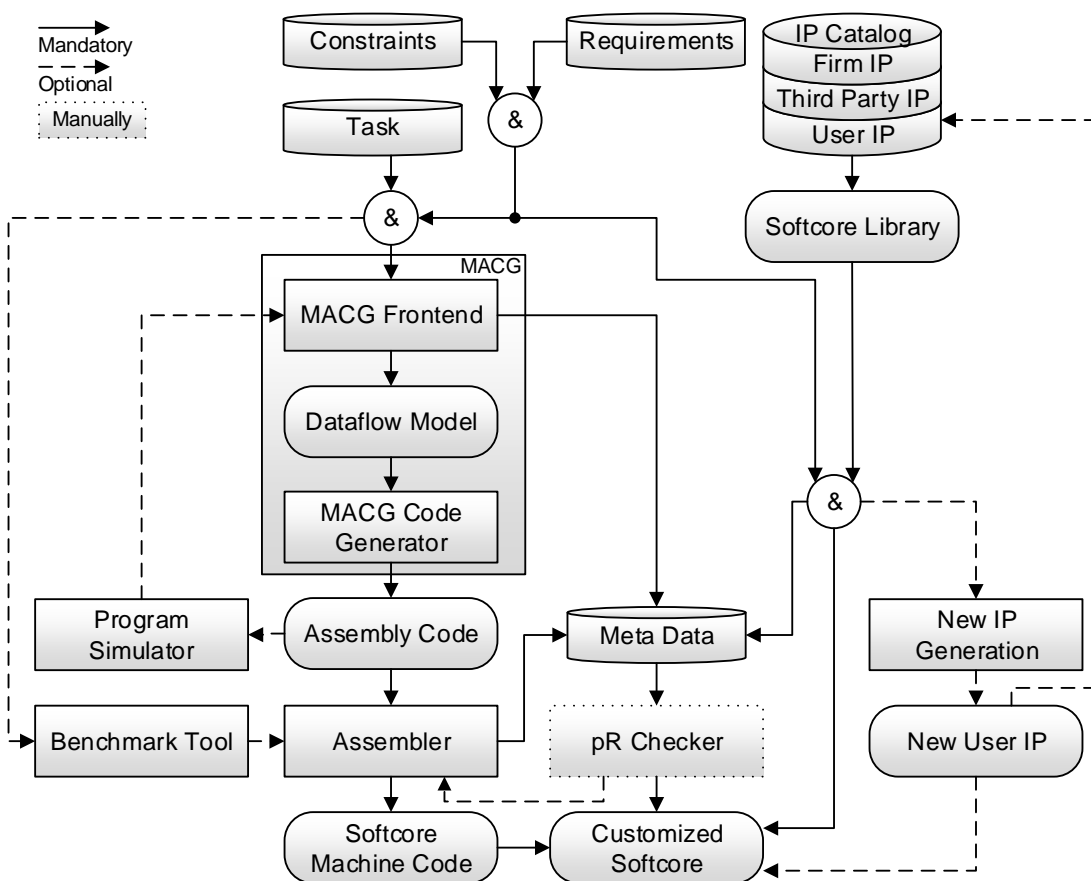 Mandatory
Optional
Manually
Constraints
Requirements
IP Catalog
Firm IP
Third Party IP
User IP
Task
&
&
Softcore Library
MACG
MACG Frontend
Dataflow Model
MACG Code
Generator
&
Program
Simulator
Assembly Code
Meta Data
New IP
Generation
Benchmark Tool
Assembler
pR Checker
New User IP
Softcore
Machine Code
Customized
Softcore